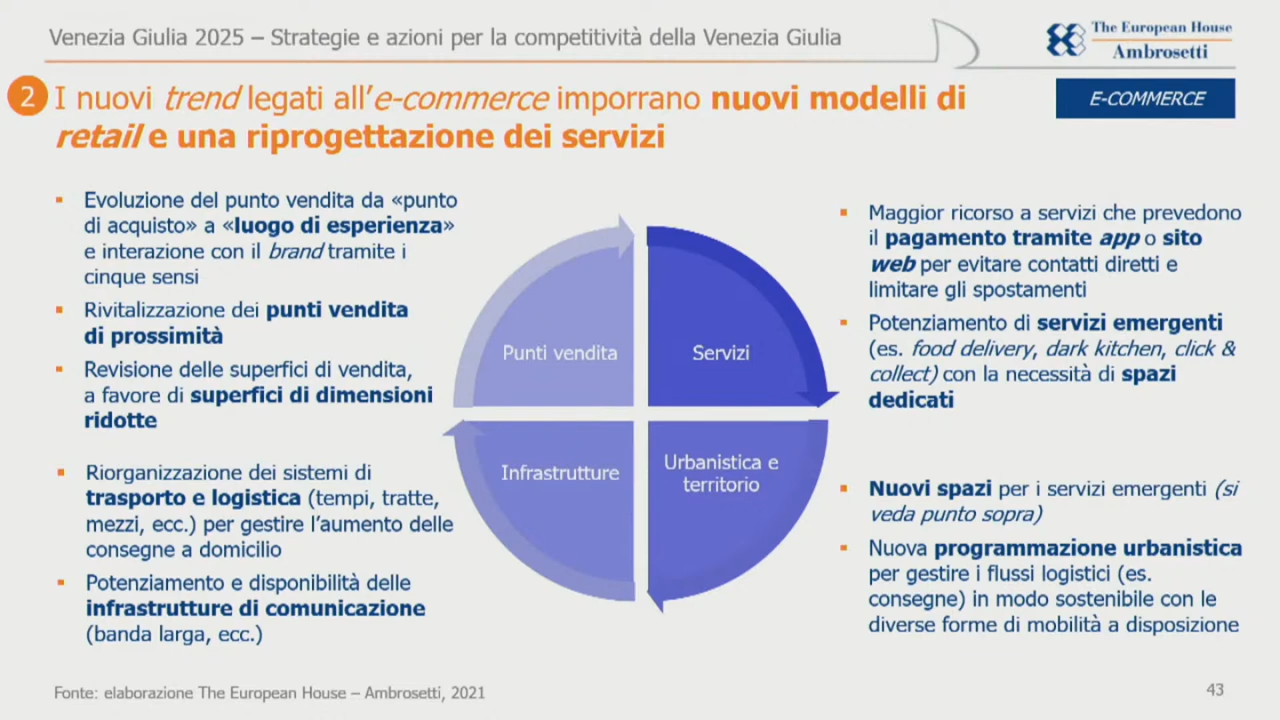 Venezia Giulia 2025 – Strategie e azioni per la competitività della Venezia Giulia
The European House
Ambrosetti
2
I nuovi trend legati all’e-commerce imporrano nuovi modelli di
retail e una riprogettazione dei servizi
E-COMMERCE
▪ Evoluzione del punto vendita da «punto
di acquisto» a «luogo di esperienza»
e interazione con il brand tramite i
cinque sensi
▪ Rivitalizzazione dei punti vendita
di prossimità
▪ Revisione delle superfici di vendita,
a favore di superfici di dimensioni
ridotte
▪ Riorganizzazione dei sistemi di
trasporto e logistica (tempi, tratte,
mezzi, ecc.) per gestire l’aumento delle
consegne a domicilio
▪ Potenziamento e disponibilità delle
infrastrutture di comunicazione
(banda larga, ecc.)
Punti vendita
Servizi
Infrastrutture
Urbanistica e
territorio
▪ Maggior ricorso a servizi che prevedono
il pagamento tramite app o sito
web per evitare contatti diretti e
limitare gli spostamenti
▪ Potenziamento di servizi emergenti
(es. food delivery, dark kitchen, click &
collect) con la necessità di spazi
dedicati
▪ Nuovi spazi per i servizi emergenti (si
veda punto sopra)
▪ Nuova programmazione urbanistica
per gestire i flussi logistici (es.
consegne) in modo sostenibile con le
diverse forme di mobilità a disposizione
Fonte: elaborazione The European House – Ambrosetti, 2021
43